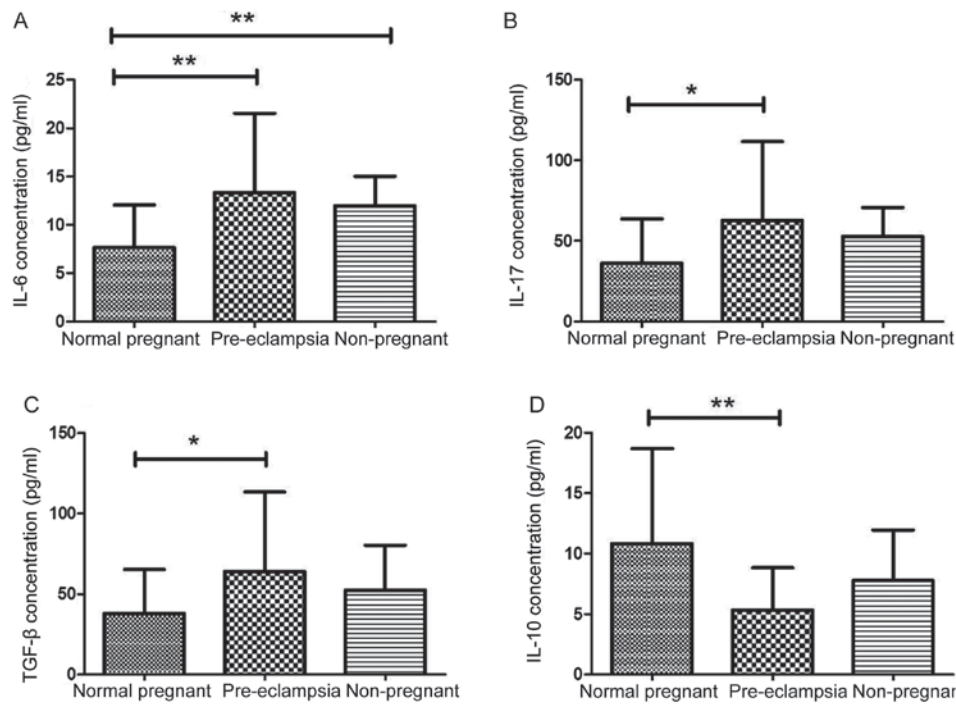 A
**
**
IL-6 concentration (pg/ml)
25
20
15
10
5
0
Normal pregnant Pre-eclampsia Non-pregnant
B
*
IL-17 concentration (pg/ml)
150
100
50
0
Normal pregnant Pre-eclampsia Non-pregnant
C
*
TGF-β concentration (pg/ml)
150
100
50
0
Normal pregnant Pre-eclampsia Non-pregnant
D
**
IL-10 concentration (pg/ml)
20
15
10
5
0
Normal pregnant Pre-eclampsia Non-pregnant